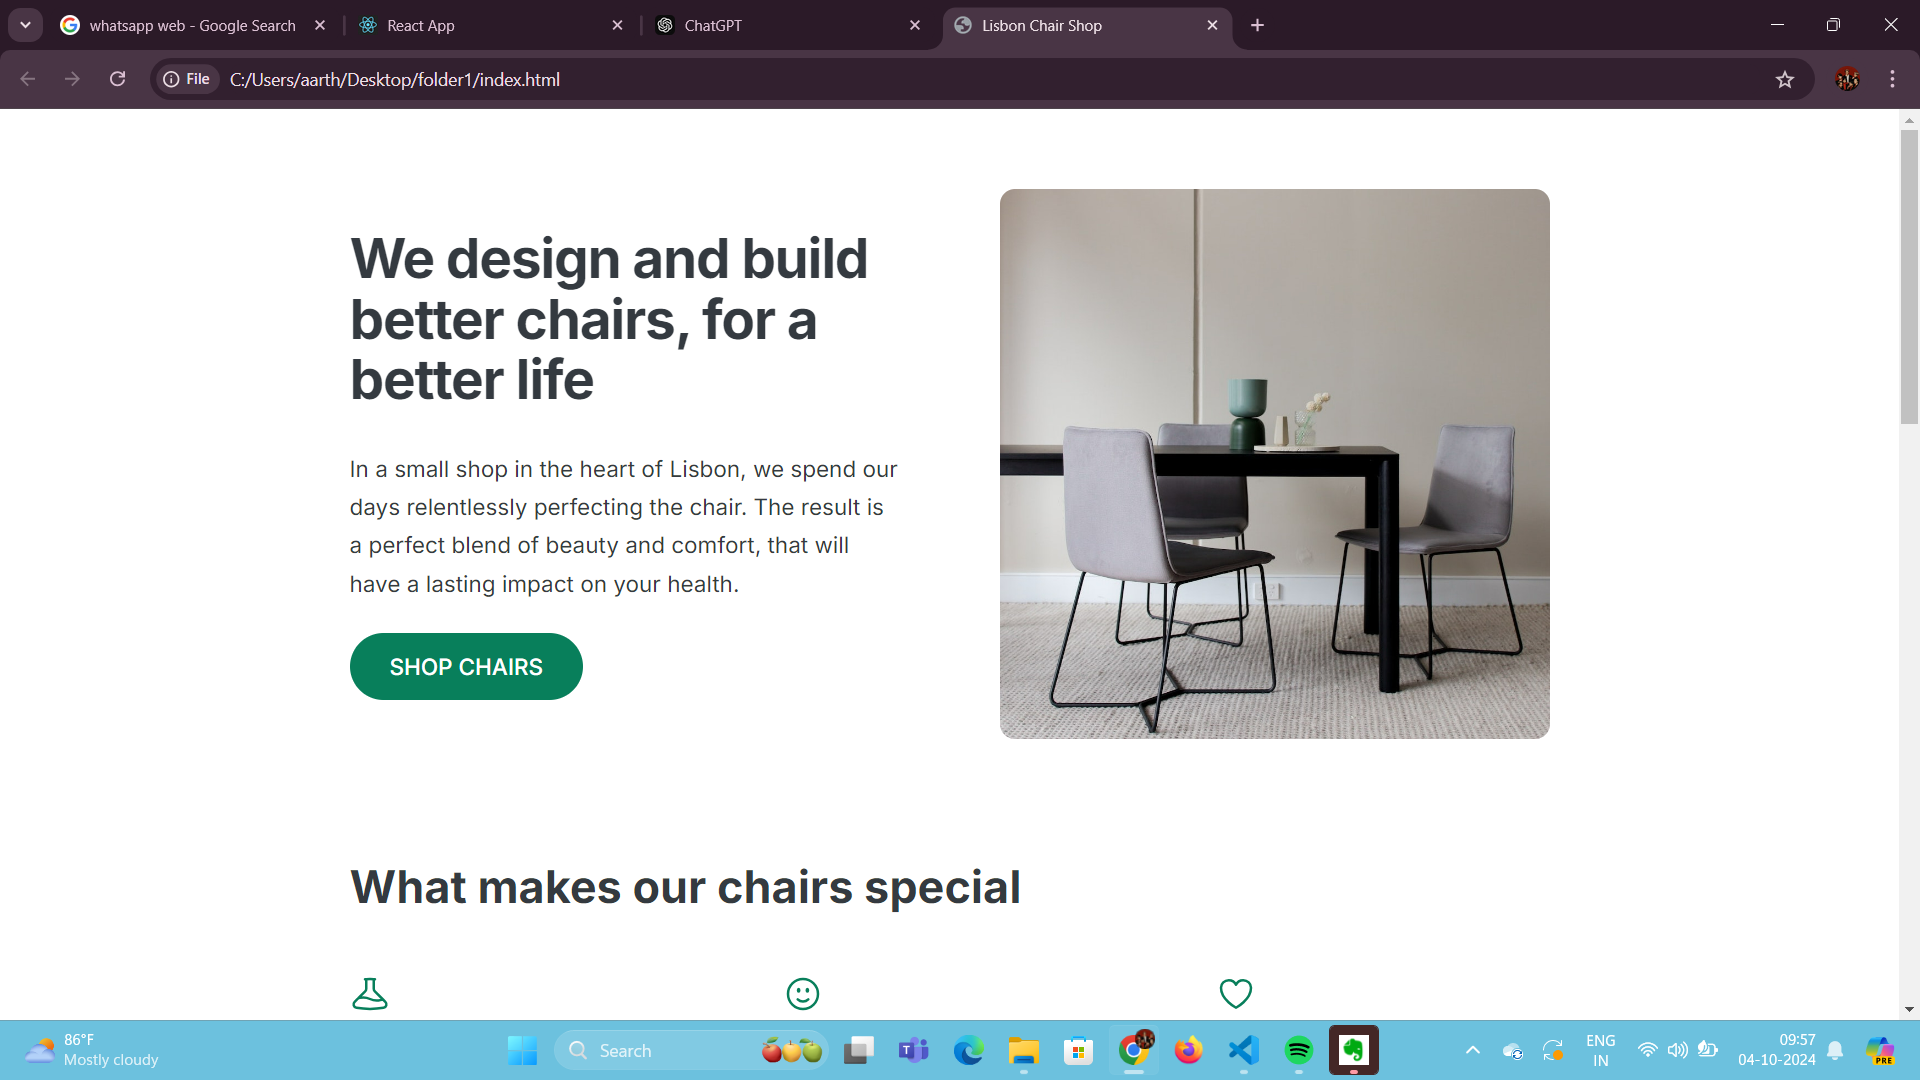 whatsapp web - Google Search
React App
ChatGPT
Lisbon Chair Shop
File
C:/Users/aarth/Desktop/folder1/index.html
We design and build
better chairs, for a
better life
In a small shop in the heart of Lisbon, we spend our
days relentlessly perfecting the chair. The result is
a perfect blend of beauty and comfort, that will
have a lasting impact on your health.
SHOP CHAIRS
What makes our chairs special
86°F
Mostly cloudy
Search
T
ENG
IN
09:57
04-10-2024
PRE